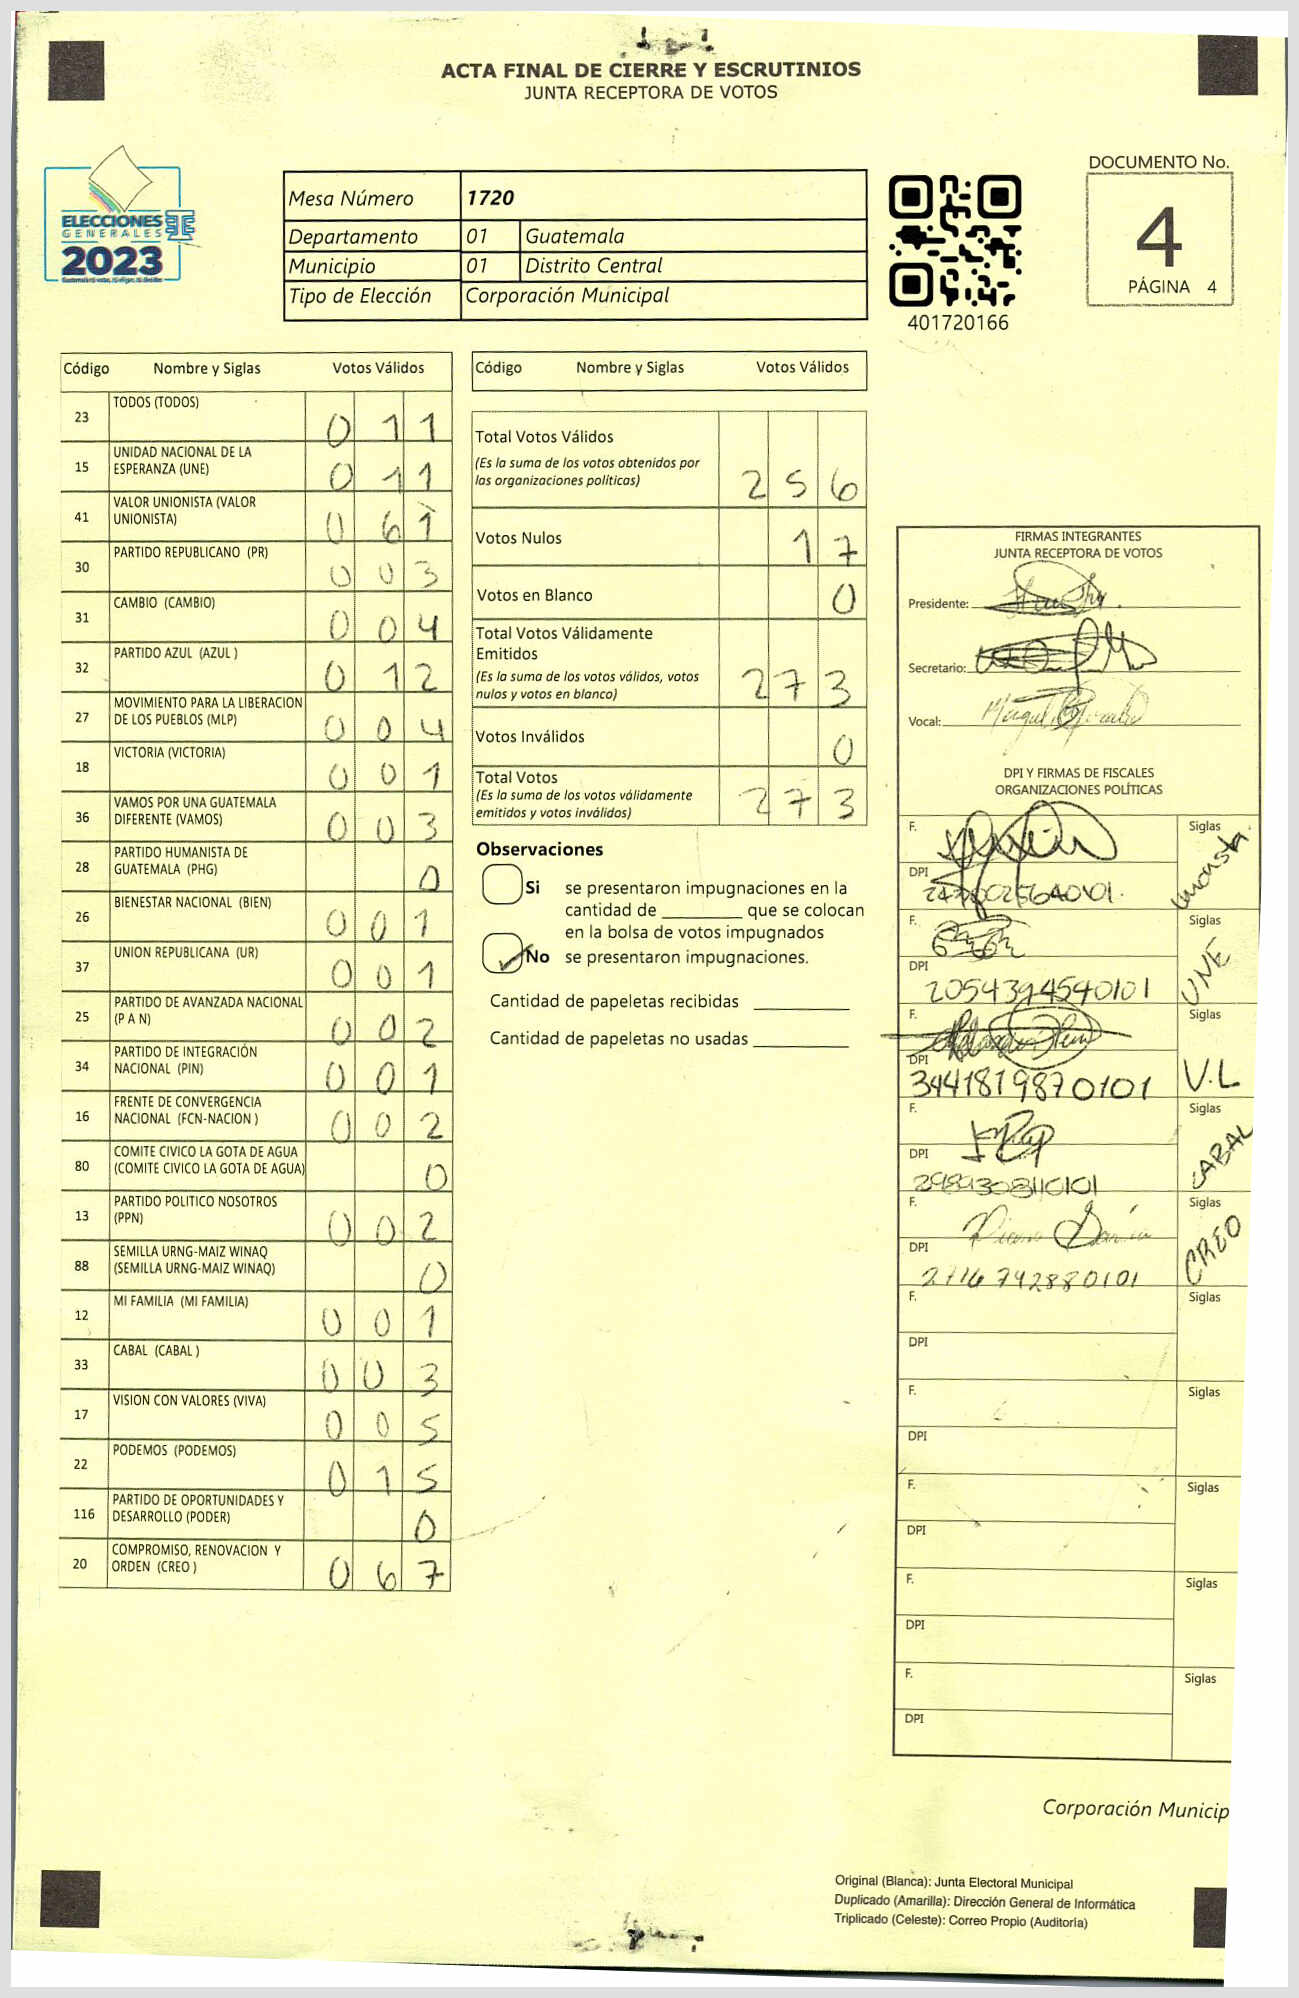 ACTA FINAL DE CIERRE Y ESCRUTINIOS
JUNTA RECEPTORA DE VOTOS
ELECCIONES
GENERALES
2023
Mesa Número 1720
Departamento 01 Guatemala
Municipio 01 Distrito Central
Tipo de Elección Corporación Municipal
401720166
DOCUMENTO No.
4
PÁGINA 4
Código Nombre y Siglas Votos Válidos
23 TODOS (TODOS) 0 1 1
15 UNIDAD NACIONAL DE LA
ESPERANZA (UNE) 0 1 1
41 VALOR UNIONISTA (VALOR
UNIONISTA) 0 6 1
30 PARTIDO REPUBLICANO (PR) 0 0 3
31 CAMBIO (CAMBIO) 0 0 4
32 PARTIDO AZUL (AZUL ) 0 1 2
27 MOVIMIENTO PARA LA LIBERACION
DE LOS PUEBLOS (MLP) 0 0 4
18 VICTORIA (VICTORIA) 0 0 1
36 VAMOS POR UNA GUATEMALA
DIFERENTE (VAMOS) 0 0 3
28 PARTIDO HUMANISTA DE
GUATEMALA (PHG) 0
26 BIENESTAR NACIONAL (BIEN) 0 0 1
37 UNION REPUBLICANA (UR) 0 0 1
25 PARTIDO DE AVANZADA NACIONAL
(P A N) 0 0 2
34 PARTIDO DE INTEGRACIÓN
NACIONAL (PIN) 0 0 1
16 FRENTE DE CONVERGENCIA
NACIONAL (FCN-NACION ) 0 0 2
80 COMITE CIVICO LA GOTA DE AGUA
(COMITE CIVICO LA GOTA DE AGUA) 0
13 PARTIDO POLITICO NOSOTROS
(PPN) 0 0 2
88 SEMILLA URNG-MAIZ WINAQ
(SEMILLA URNG-MAIZ WINAQ) 0
12 MI FAMILIA (MI FAMILIA) 0 0 1
33 CABAL (CABAL ) 0 0 3
17 VISION CON VALORES (VIVA) 0 0 5
22 PODEMOS (PODEMOS) 0 1 5
116 PARTIDO DE OPORTUNIDADES Y
DESARROLLO (PODER) 0
20 COMPROMISO, RENOVACION Y
ORDEN (CREO ) 0 6 7
Código Nombre y Siglas Votos Válidos
Total Votos Válidos
(Es la suma de los votos obtenidos por
las organizaciones políticas) 2 5 6
Votos Nulos 1 7
Votos en Blanco 0
Total Votos Válidamente
Emitidos
(Es la suma de los votos válidos, votos
nulos y votos en blanco) 2 7 3
Votos Inválidos 0
Total Votos
(Es la suma de los votos válidamente
emitidos y votos inválidos) 2 7 3
Observaciones
Si se presentaron impugnaciones en la
cantidad de ________ que se colocan
en la bolsa de votos impugnados
No se presentaron impugnaciones.
Cantidad de papeletas recibidas
Cantidad de papeletas no usadas
FIRMAS INTEGRANTES
JUNTA RECEPTORA DE VOTOS
Presidente:
Secretario:
Vocal: Miguel
DPI Y FIRMAS DE FISCALES
ORGANIZACIONES POLÍTICAS
F. Siglas
DPI
F. Siglas UNE
DPI 2054394540101
F. Siglas V.L
DPI 3441819870101
F. Siglas CABAL
DPI 2989308110101
F. Diana García Siglas CREO
DPI 2716742880101
F. Siglas
DPI
F. Siglas
DPI
F. Siglas
DPI
F. Siglas
DPI
F. Siglas
DPI
Corporación Municip
Original (Blanca): Junta Electoral Municipal
Duplicado (Amarilla): Dirección General de Informática
Triplicado (Celeste): Correo Propio (Auditoría)